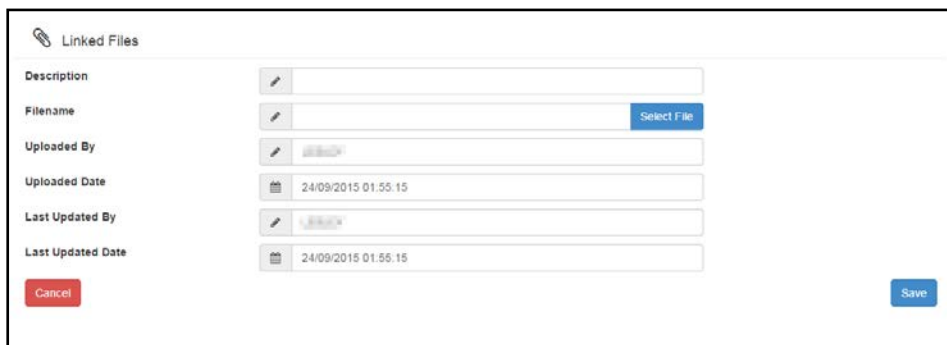 Linked Files
Description
Filename
Select File
Uploaded By
Uploaded Date
24/09/2015 01:55:15
Last Updated By
Last Updated Date
24/09/2015 01:55:15
Cancel
Save